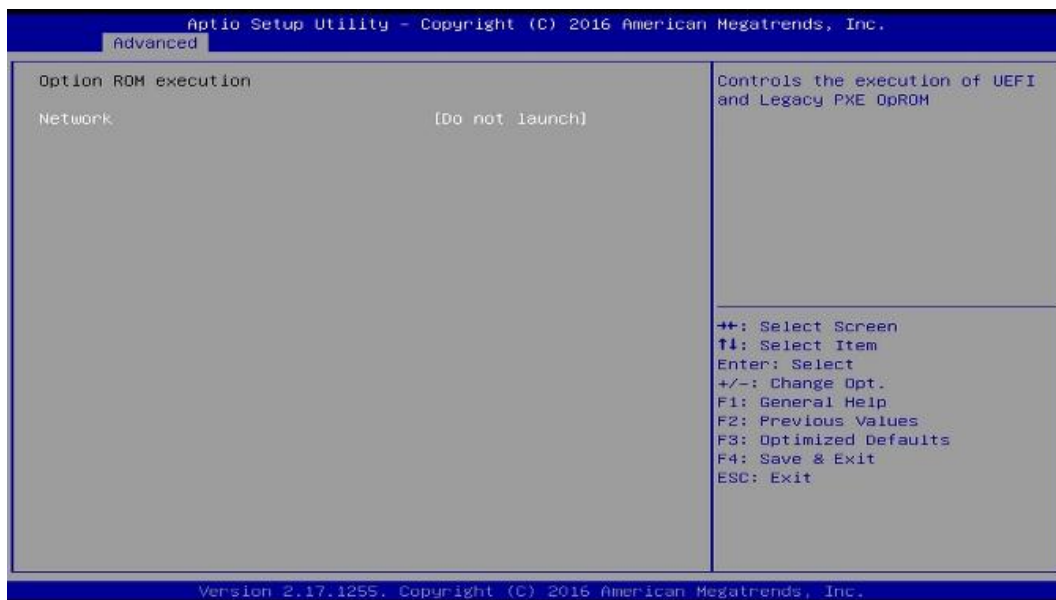 Aptio Setup Utility – Copyright (C) 2016 American Megatrends, Inc.
Advanced
Option ROM execution
Network [Do not launch]
Controls the execution of UEFI
and Legacy PXE OpROM
→←: Select Screen
↑↓: Select Item
Enter: Select
+/-: Change Opt.
F1: General Help
F2: Previous Values
F3: Optimized Defaults
F4: Save & Exit
ESC: Exit
Version 2.17.1255. Copyright (C) 2016 American Megatrends, Inc.